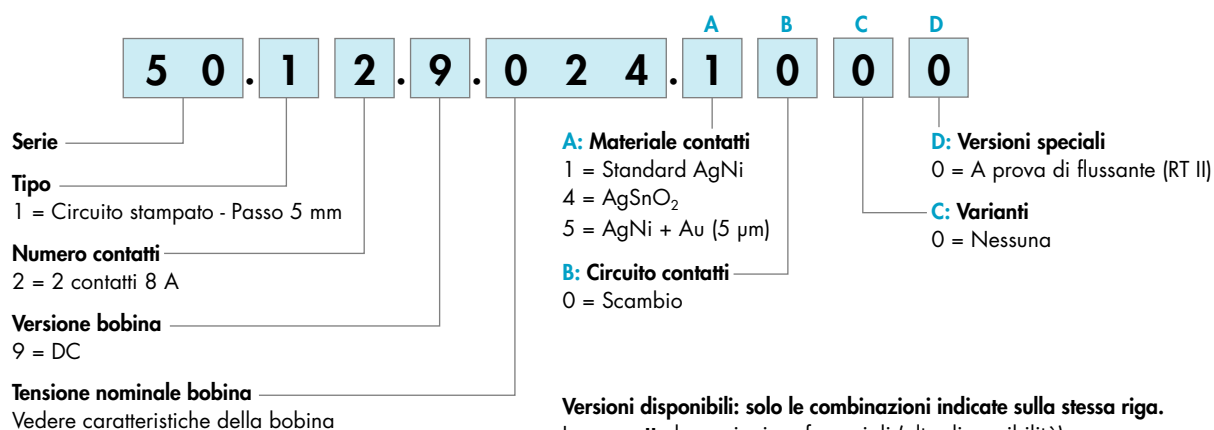 A B C D
5 0 . 1 2 . 9 . 0 2 4 . 1 0 0 0
Serie
Tipo
1 = Circuito stampato - Passo 5 mm
Numero contatti
2 = 2 contatti 8 A
Versione bobina
9 = DC
Tensione nominale bobina
Vedere caratteristiche della bobina
A: Materiale contatti
1 = Standard AgNi
4 = AgSnO₂
5 = AgNi + Au (5 µm)
B: Circuito contatti
0 = Scambio
D: Versioni speciali
0 = A prova di flussante (RT II)
C: Varianti
0 = Nessuna
Versioni disponibili: solo le combinazioni indicate sulla stessa riga.